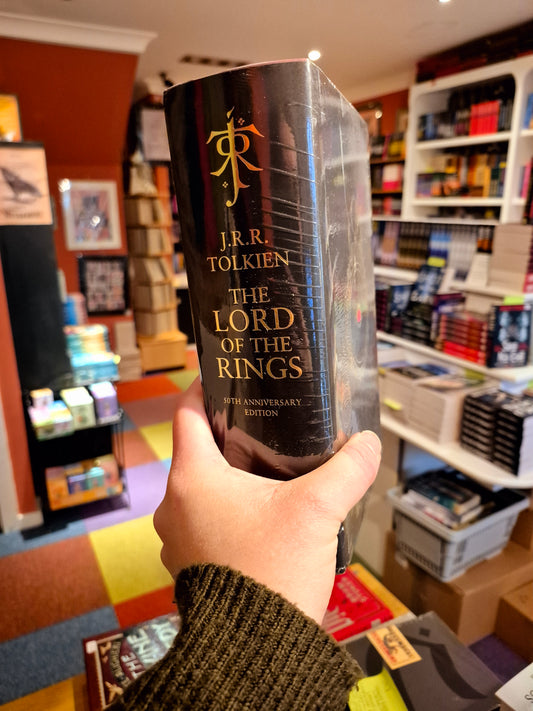 J.R.R.
TOLKIEN
THE
LORD
OF THE
RINGS
50TH ANNIVERSARY
EDITION